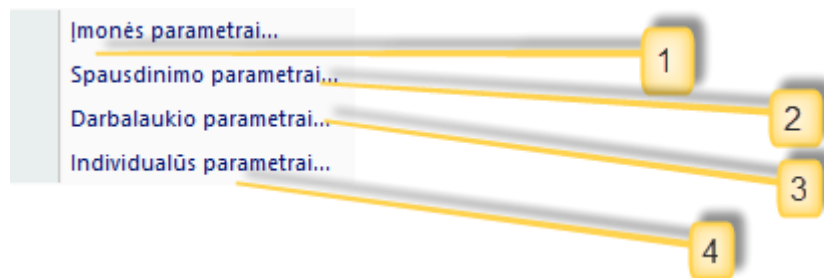 Įmonės parametrai...
1
Spausdinimo parametrai...
2
Darbalaukio parametrai...
3
Individualūs parametrai...
4